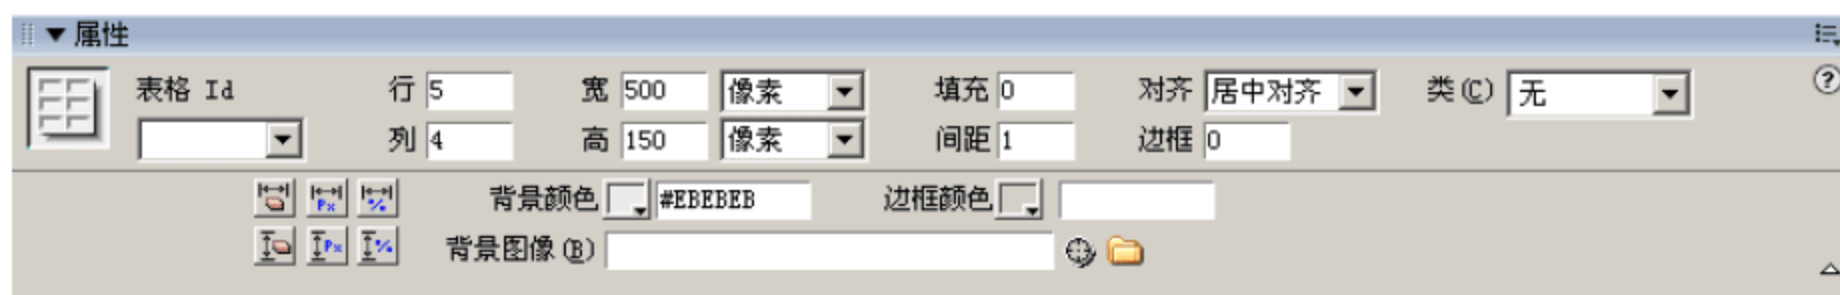 属性
表格 Id 行 5 宽 500 像素 填充 0 对齐 居中对齐 类(C) 无
列 4 高 150 像素 间距 1 边框 0
背景颜色 #EBEBEB 边框颜色
背景图像(B)